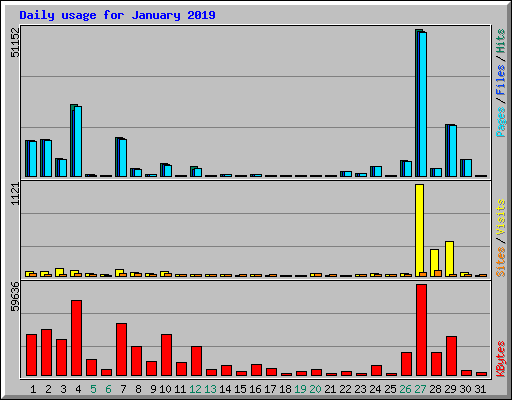 Daily usage for January 2019
51152
Pages / Files / Hits
1121
Sites / Visits
59636
KBytes
1 2 3 4 5 6 7 8 9 10 11 12 13 14 15 16 17 18 19 20 21 22 23 24 25 26 27 28 29 30 31